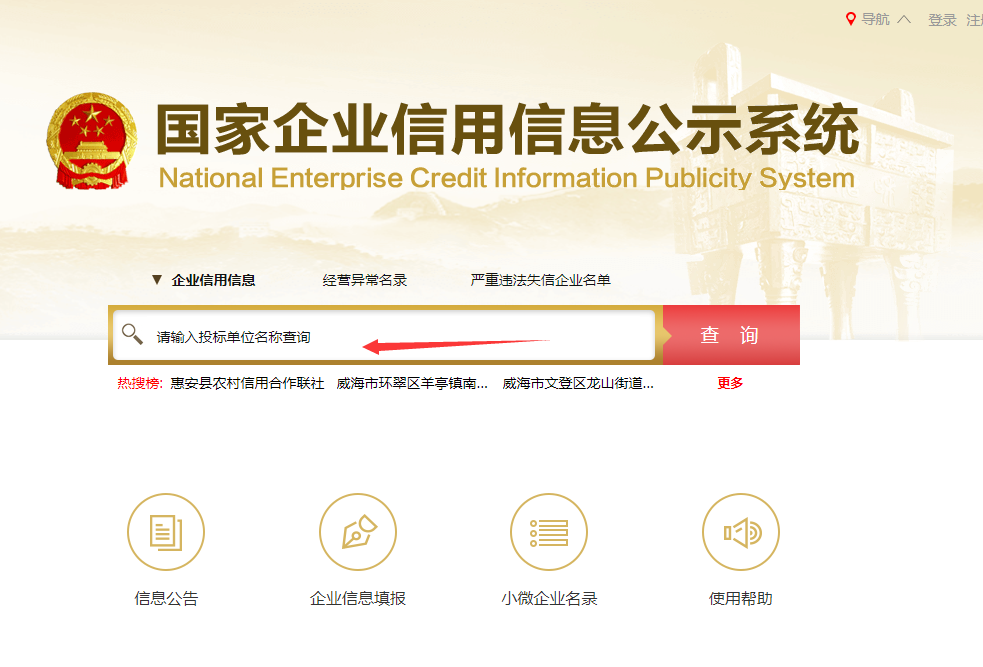 导航 登录 注册
国家企业信用信息公示系统
National Enterprise Credit Information Publicity System
▼ 企业信用信息 经营异常名录 严重违法失信企业名单
请输入投标单位名称查询 查 询
热搜榜: 惠安县农村信用合作联社 威海市环翠区羊亭镇南... 威海市文登区龙山街道... 更多
信息公告 企业信息填报 小微企业名录 使用帮助